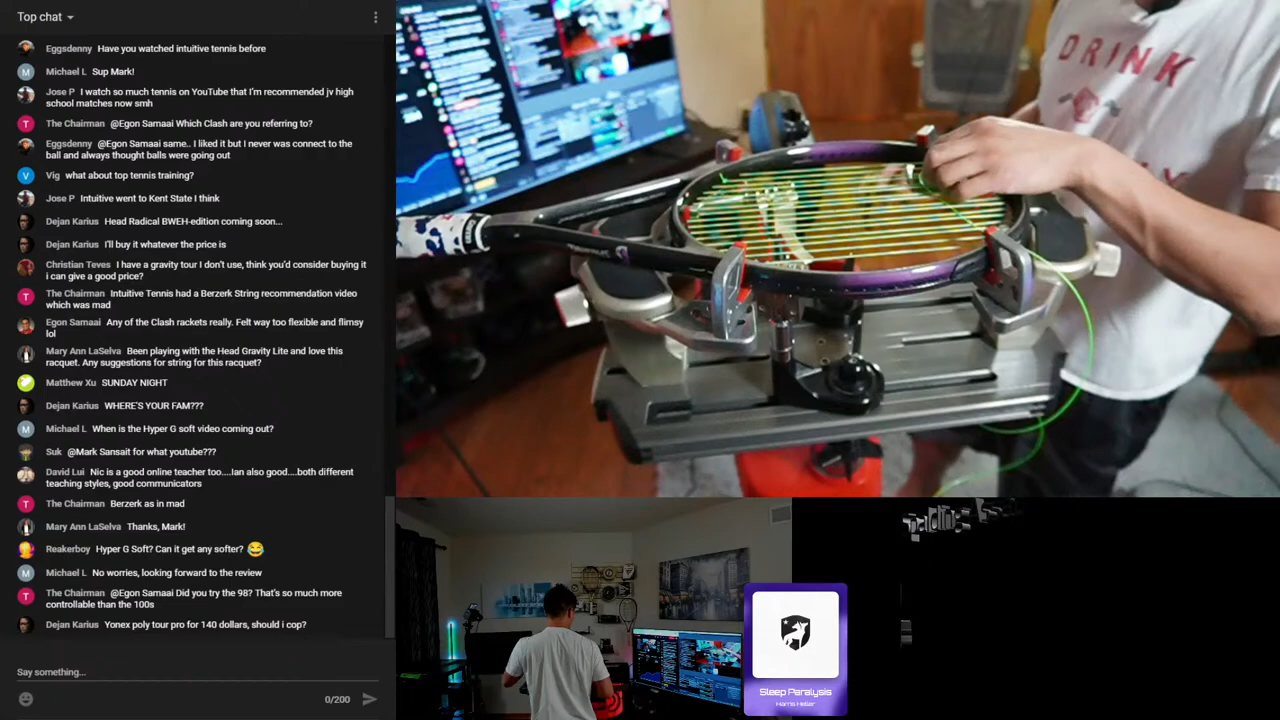 Top chat
Eggsdenny Have you watched intuitive tennis before
M Michael L Sup Mark!
Jose P I watch so much tennis on YouTube that I'm recommended jv high
school matches now smh
T The Chairman @Egon Samaai Which Clash are you referring to?
Eggsdenny @Egon Samaai same.. I liked it but I never was connect to the
ball and always thought balls were going out
V Vig what about top tennis training?
Jose P Intuitive went to Kent State I think
Dejan Karius Head Radical BWEH-edition coming soon...
Dejan Karius I'll buy it whatever the price is
Christian Teves I have a gravity tour I don't use, think you'd consider buying it
i can give a good price?
T The Chairman Intuitive Tennis had a Berzerk String recommendation video
which was mad
Egon Samaai Any of the Clash rackets really. Felt way too flexible and flimsy
lol
Mary Ann LaSelva Been playing with the Head Gravity Lite and love this
racquet. Any suggestions for string for this racquet?
Matthew Xu SUNDAY NIGHT
Dejan Karius WHERE'S YOUR FAM???
M Michael L When is the Hyper G soft video coming out?
Suk @Mark Sansait for what youtube???
David Lui Nic is a good online teacher too....Ian also good....both different
teaching styles, good communicators
T The Chairman Berzerk as in mad
Mary Ann LaSelva Thanks, Mark!
Reakerboy Hyper G Soft? Can it get any softer? 😂
M Michael L No worries, looking forward to the review
T The Chairman @Egon Samaai Did you try the 98? That's so much more
controllable than the 100s
Dejan Karius Yonex poly tour pro for 140 dollars, should i cop?
Say something...
0/200
DRINK
Sleep Paralysis
Harris Heller